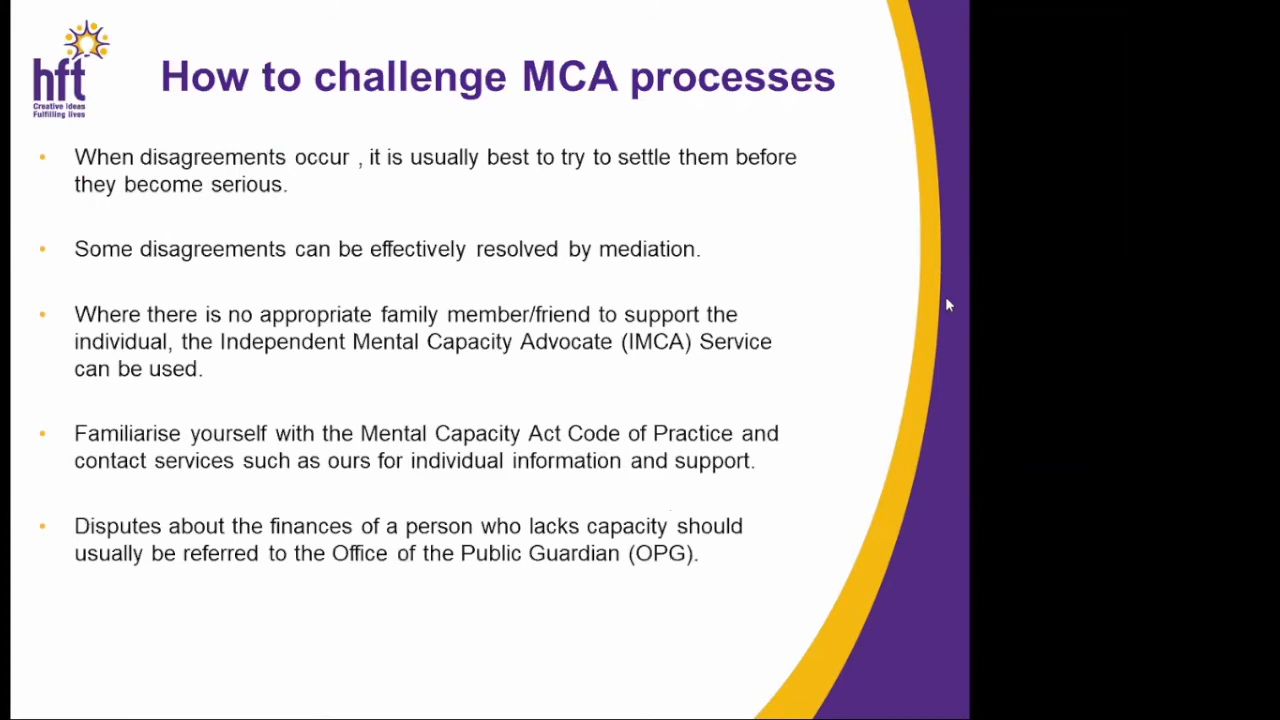 hft
Creative Ideas
Fulfilling lives
How to challenge MCA processes
• When disagreements occur , it is usually best to try to settle them before
they become serious.
• Some disagreements can be effectively resolved by mediation.
• Where there is no appropriate family member/friend to support the
individual, the Independent Mental Capacity Advocate (IMCA) Service
can be used.
• Familiarise yourself with the Mental Capacity Act Code of Practice and
contact services such as ours for individual information and support.
• Disputes about the finances of a person who lacks capacity should
usually be referred to the Office of the Public Guardian (OPG).